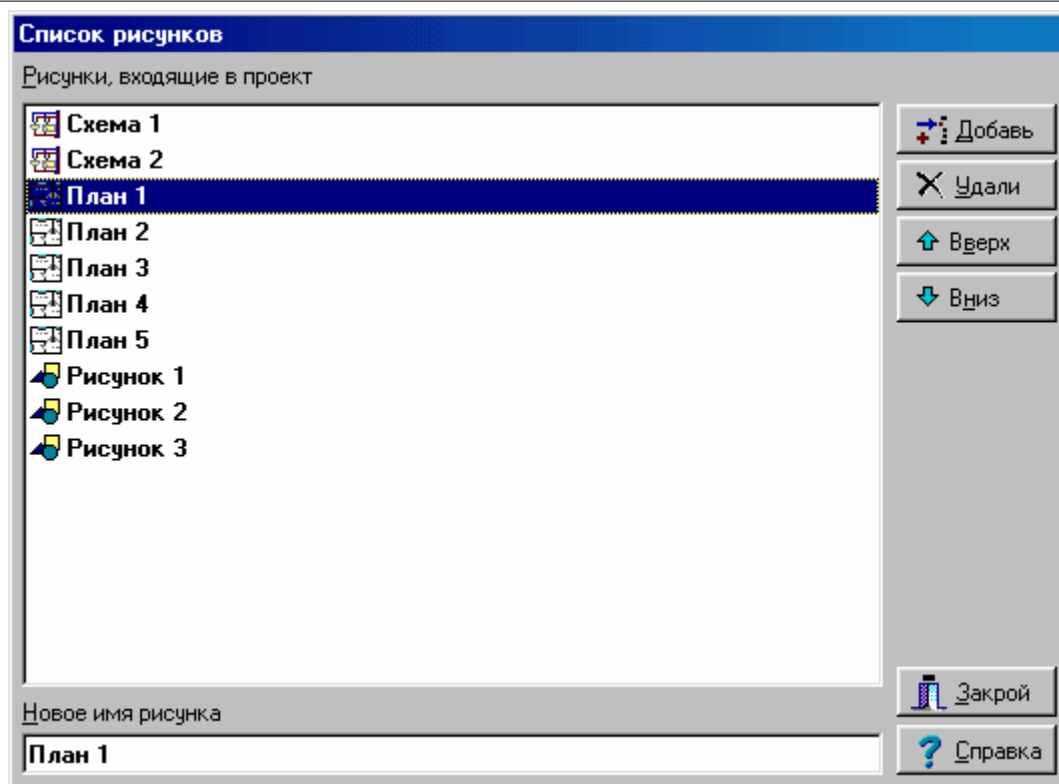 Список рисунков
Рисунки, входящие в проект
Схема 1
Схема 2
План 1
План 2
План 3
План 4
План 5
Рисунок 1
Рисунок 2
Рисунок 3
Добавь
Удали
Вверх
Вниз
Закрой
Справка
Новое имя рисунка
План 1